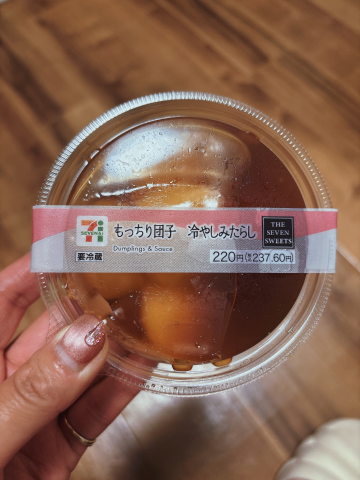 7
ELEVEn
要冷蔵
もっちり団子 冷やしみたらし
Dumplings & Sauce
220円(税込237.60円)
THE
SEVEN
SWEETS